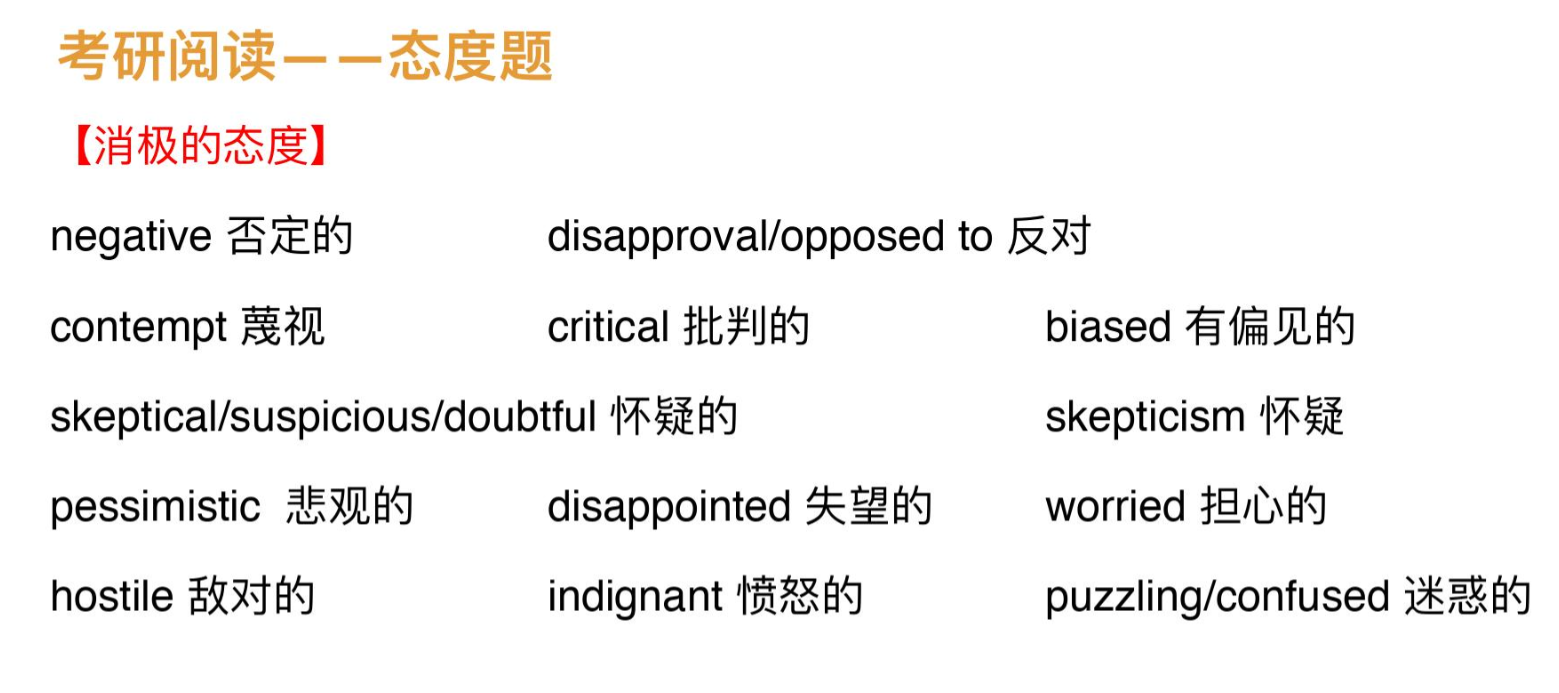 考研阅读——态度题
【消极的态度】
negative 否定的 disapproval/opposed to 反对
contempt 蔑视 critical 批判的 biased 有偏见的
skeptical/suspicious/doubtful 怀疑的 skepticism 怀疑
pessimistic 悲观的 disappointed 失望的 worried 担心的
hostile 敌对的 indignant 愤怒的 puzzling/confused 迷惑的